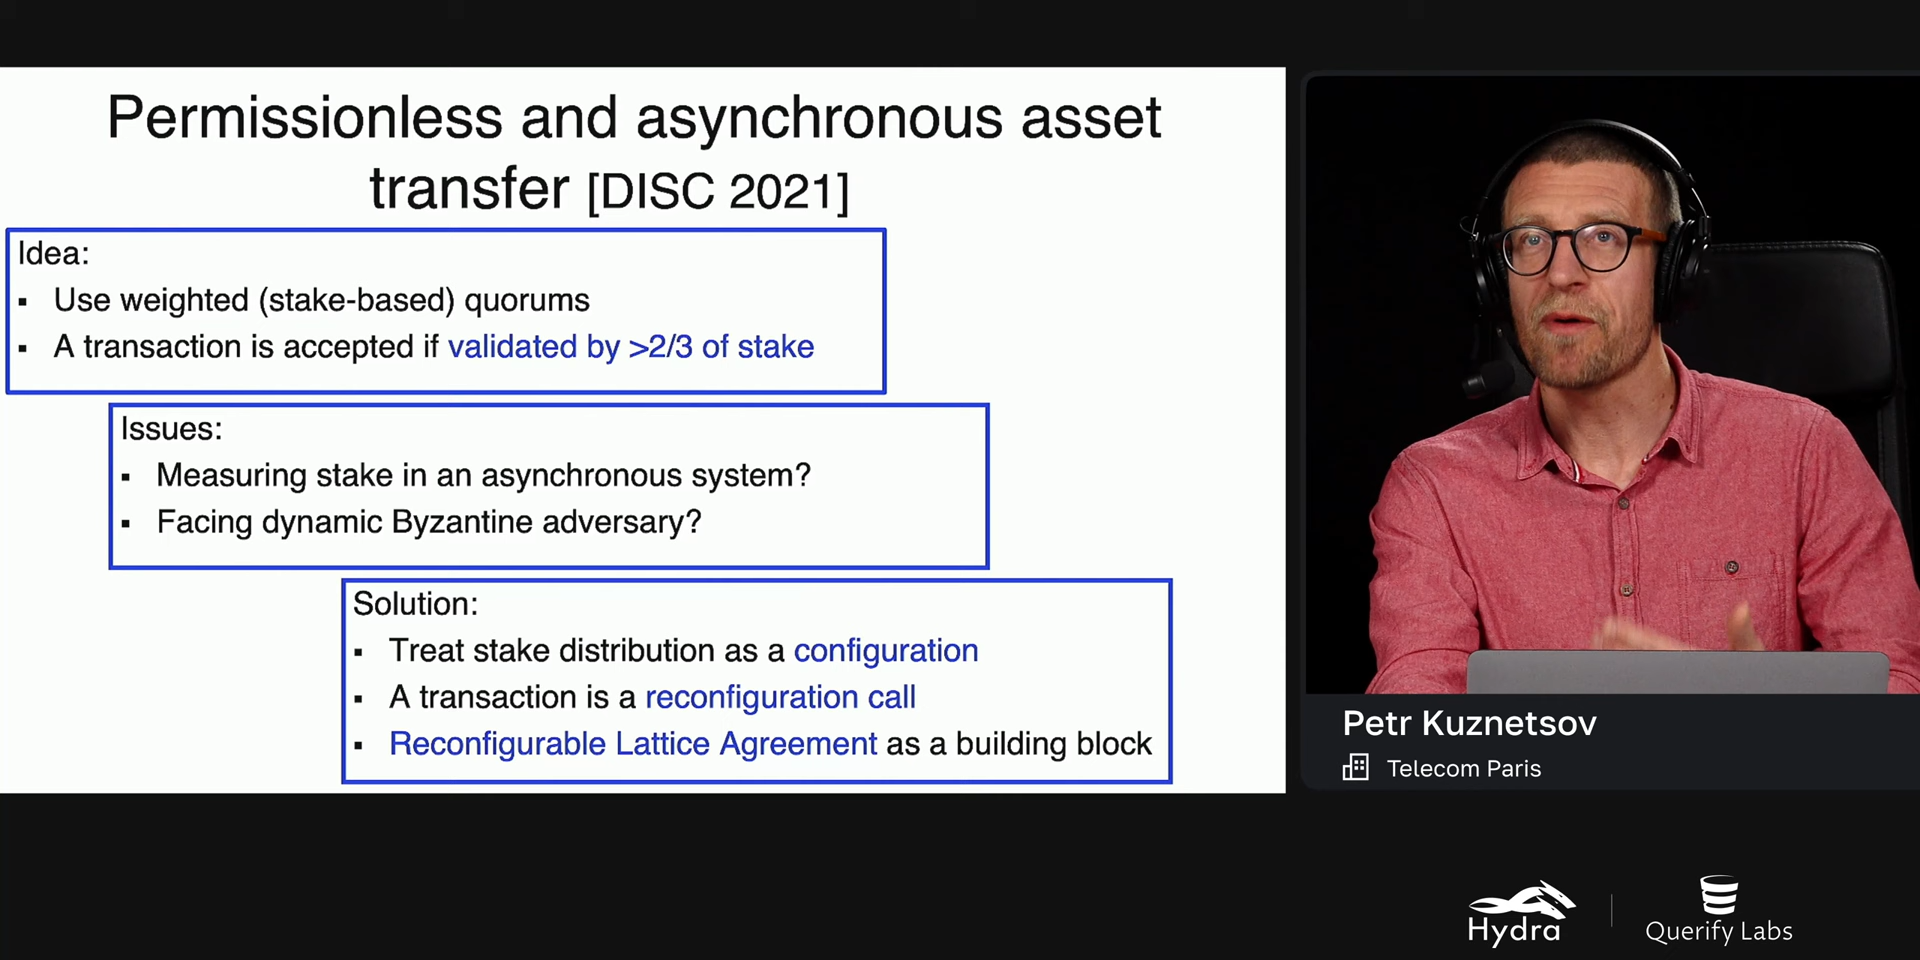 Permissionless and asynchronous asset
transfer [DISC 2021]
Idea:
▪ Use weighted (stake-based) quorums
▪ A transaction is accepted if validated by >2/3 of stake
Issues:
▪ Measuring stake in an asynchronous system?
▪ Facing dynamic Byzantine adversary?
Solution:
▪ Treat stake distribution as a configuration
▪ A transaction is a reconfiguration call
▪ Reconfigurable Lattice Agreement as a building block
Petr Kuznetsov
Telecom Paris
Hydra
Querify Labs